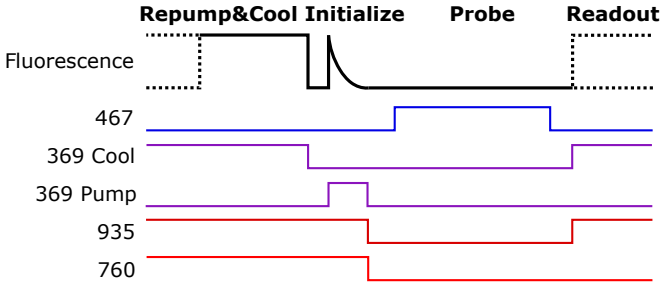 Repump&Cool Initialize Probe Readout
Fluorescence
467
369 Cool
369 Pump
935
760